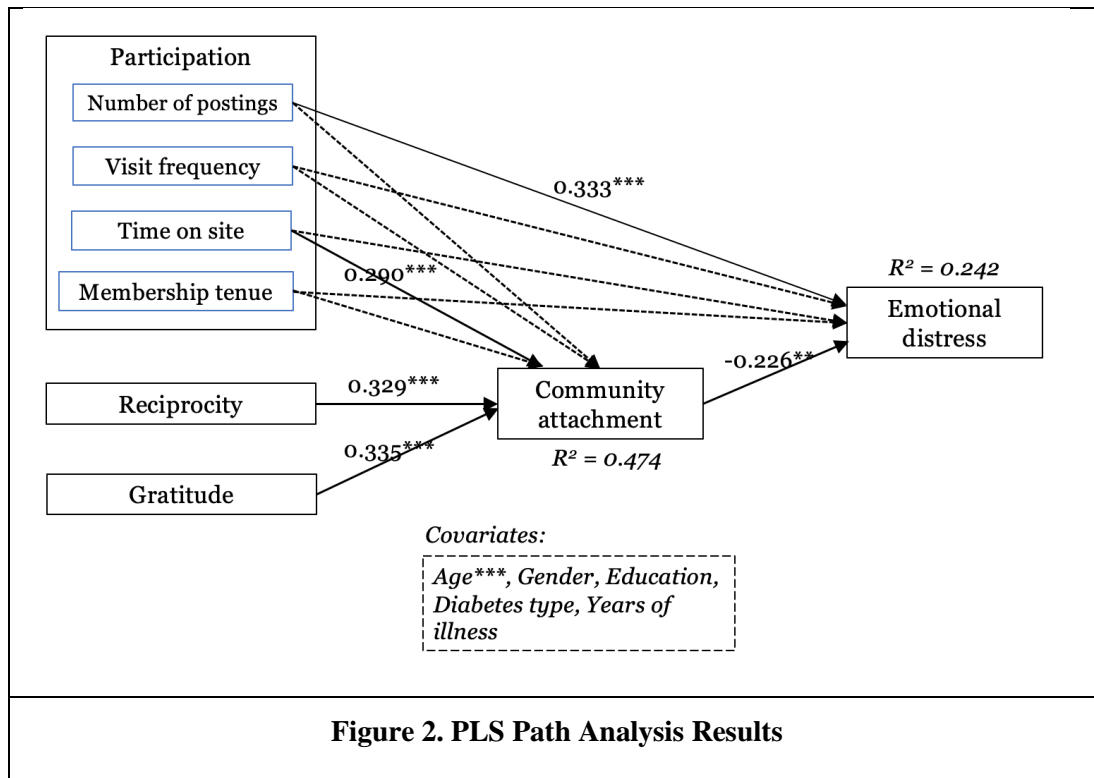 Participation
Number of postings
Visit frequency
Time on site
Membership tenue
0.333***
0.290***
R² = 0.242
Emotional
distress
-0.226**
Reciprocity
0.329***
Community
attachment
0.335***
R² = 0.474
Gratitude
Covariates:
Age***, Gender, Education,
Diabetes type, Years of
illness
Figure 2. PLS Path Analysis Results